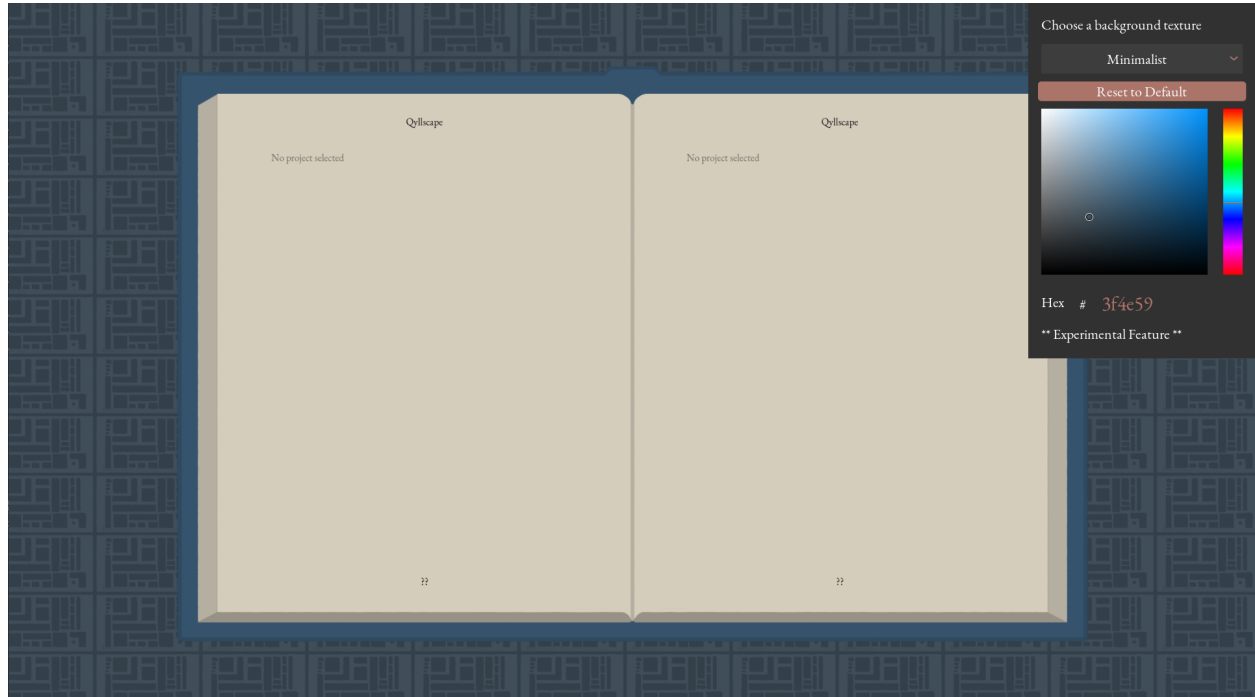 Choose a background texture
Minimalist
Reset to Default
Qyllscape
Qyllscape
No project selected
No project selected
Hex # 3f4e59
** Experimental Feature **
??
??